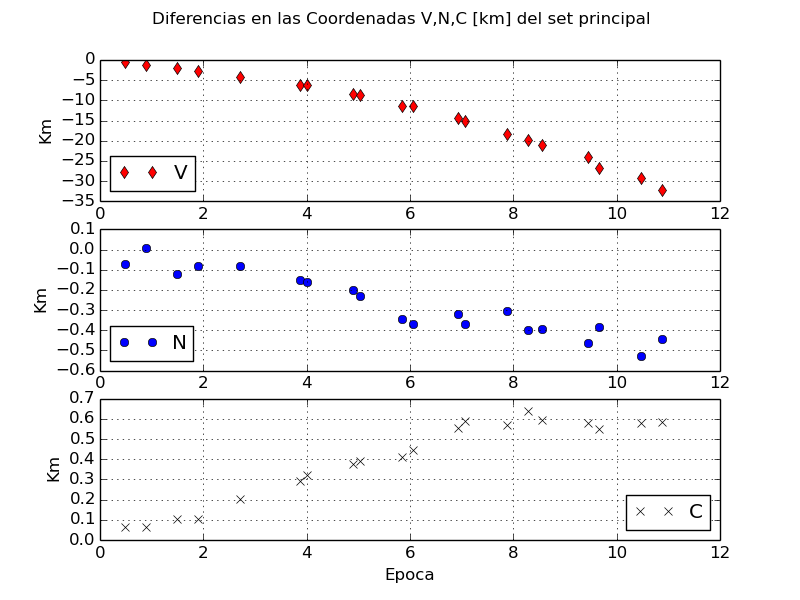 Diferencias en las Coordenadas V,N,C [km] del set principal
0
−5
−10
−15
−20
−25
−30
−35
Km
V
0 2 4 6 8 10 12
0.1
0.0
−0.1
−0.2
−0.3
−0.4
−0.5
−0.6
Km
N
0 2 4 6 8 10 12
0.7
0.6
0.5
0.4
0.3
0.2
0.1
0.0
Km
C
0 2 4 6 8 10 12
Epoca